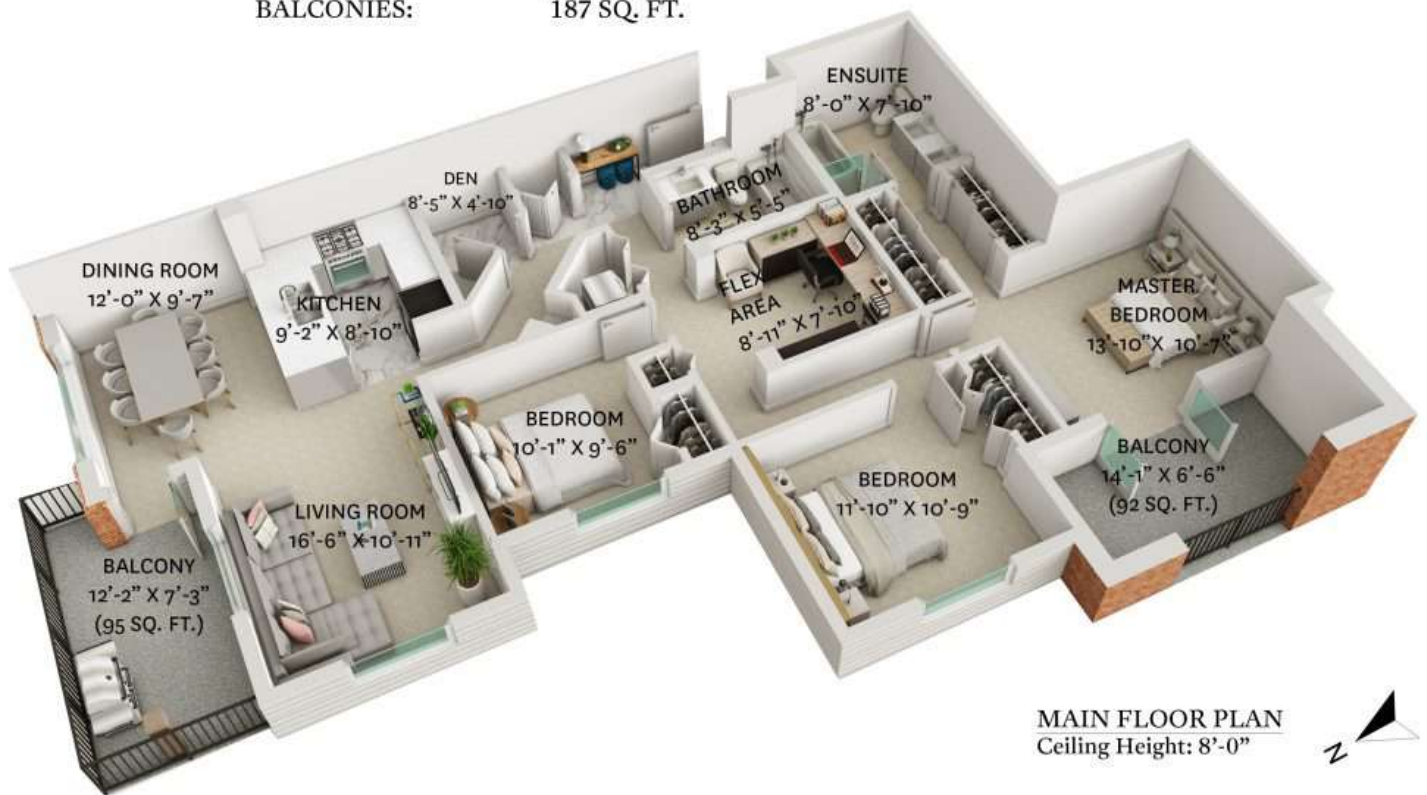 BALCONIES: 187 SQ. FT.
ENSUITE
8’-0” X 7’-10”
DEN
8’-5” X 4’-10”
BATHROOM
8’-3” X 5’-5”
DINING ROOM
12’-0” X 9’-7”
KITCHEN
9’-2” X 8’-10”
FLEX
AREA
8’-11” X 7’-10”
MASTER
BEDROOM
13’-10”X 10’-7”
BEDROOM
10’-1” X 9’-6”
BALCONY
14’-1” X 6’-6”
(92 SQ. FT.)
BEDROOM
11’-10” X 10’-9”
LIVING ROOM
16’-6” X 10’-11”
BALCONY
12’-2” X 7’-3”
(95 SQ. FT.)
MAIN FLOOR PLAN
Ceiling Height: 8’-0”
N